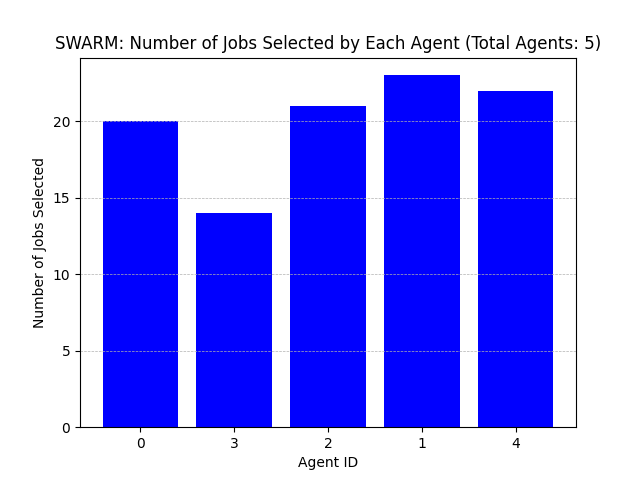 SWARM: Number of Jobs Selected by Each Agent (Total Agents: 5)
Number of Jobs Selected
20
15
10
5
0
0 3 2 1 4
Agent ID